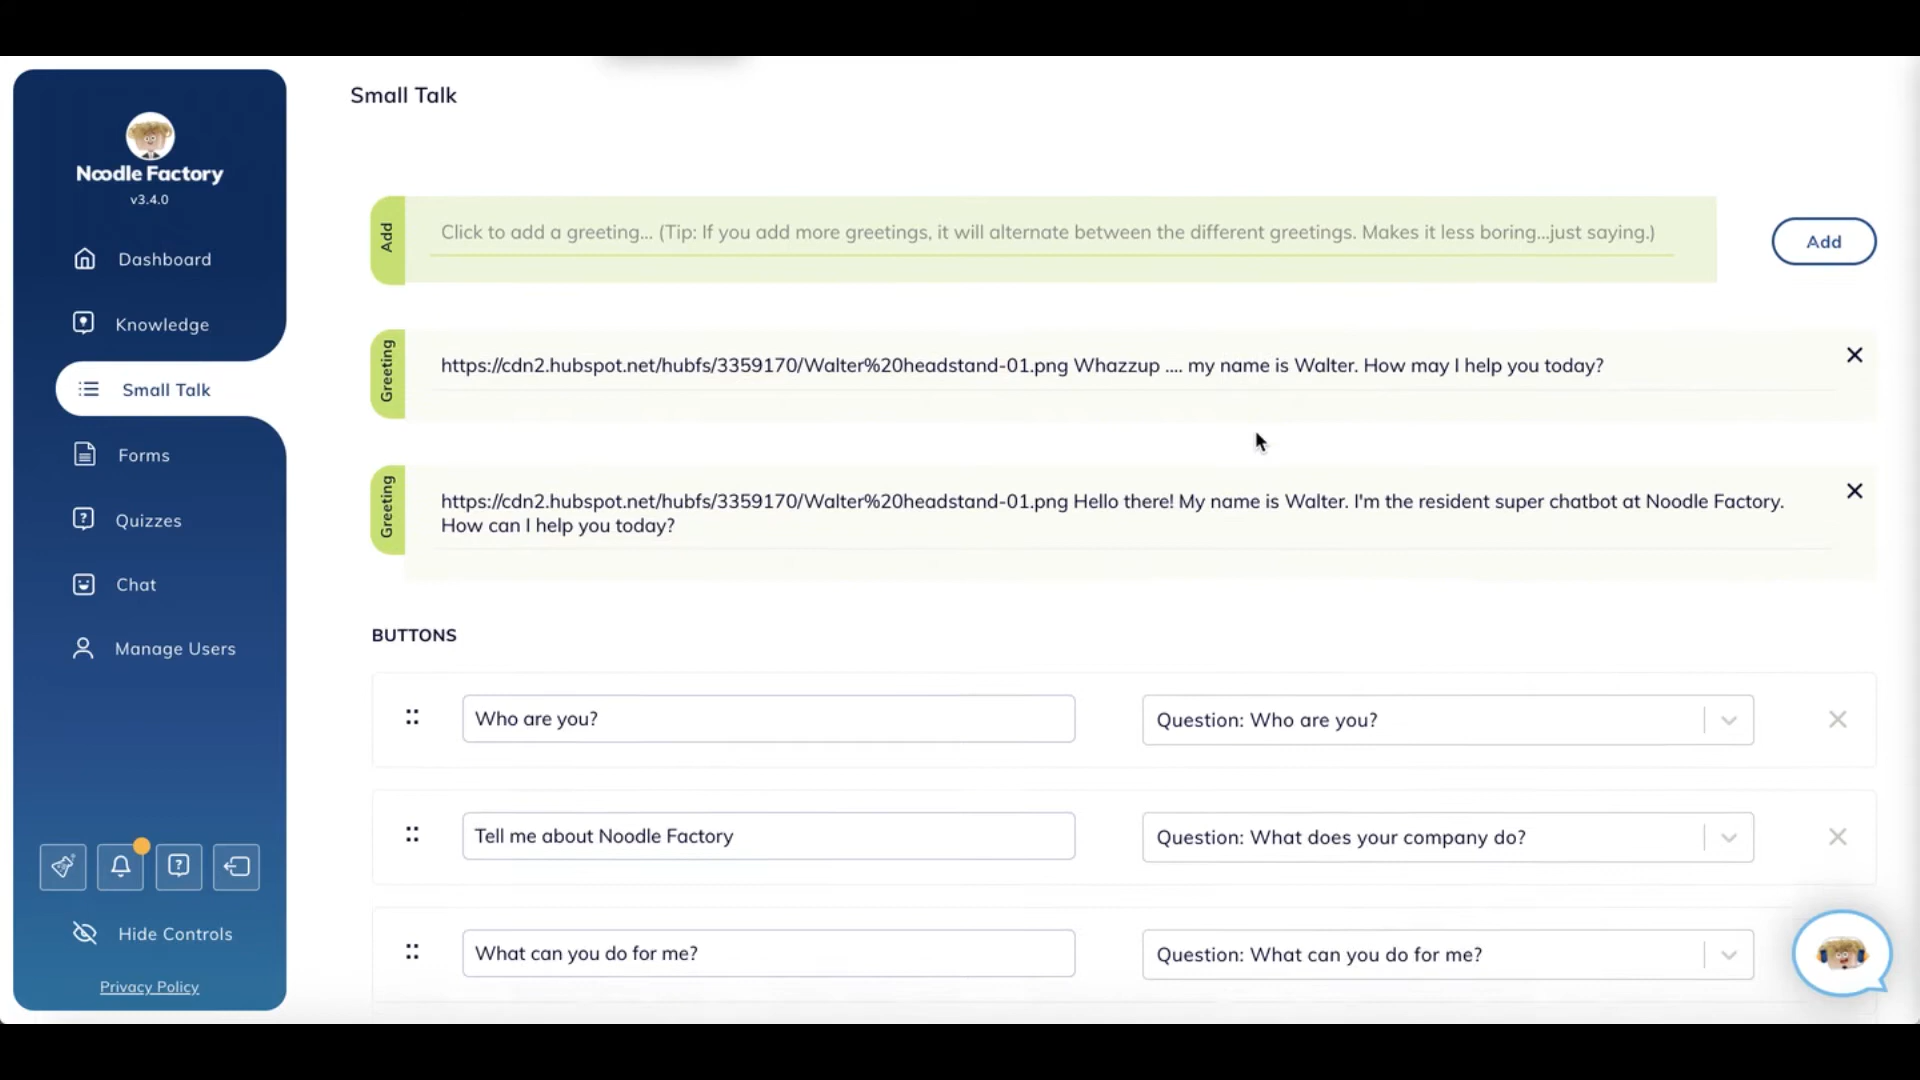 Noodle Factory
v3.4.0
Dashboard
Knowledge
Small Talk
Forms
Quizzes
Chat
Manage Users
Hide Controls
Privacy Policy
Small Talk
Add
Click to add a greeting... (Tip: If you add more greetings, it will alternate between the different greetings. Makes it less boring...just saying.)
Add
Greeting
https://cdn2.hubspot.net/hubfs/3359170/Walter%20headstand-01.png Whazzup .... my name is Walter. How may I help you today?
Greeting
https://cdn2.hubspot.net/hubfs/3359170/Walter%20headstand-01.png Hello there! My name is Walter. I'm the resident super chatbot at Noodle Factory.
How can I help you today?
BUTTONS
Who are you?
Question: Who are you?
Tell me about Noodle Factory
Question: What does your company do?
What can you do for me?
Question: What can you do for me?